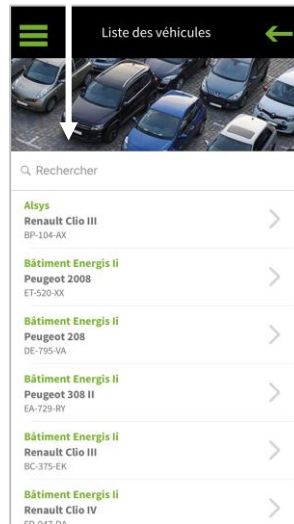 Liste des véhicules
Rechercher
Alsys
Renault Clio III
BP-104-AX
Bâtiment Energis Ii
Peugeot 2008
ET-520-XX
Bâtiment Energis Ii
Peugeot 208
DE-795-VA
Bâtiment Energis Ii
Peugeot 308 II
EA-729-RY
Bâtiment Energis Ii
Renault Clio III
BC-375-EK
Bâtiment Energis Ii
Renault Clio IV